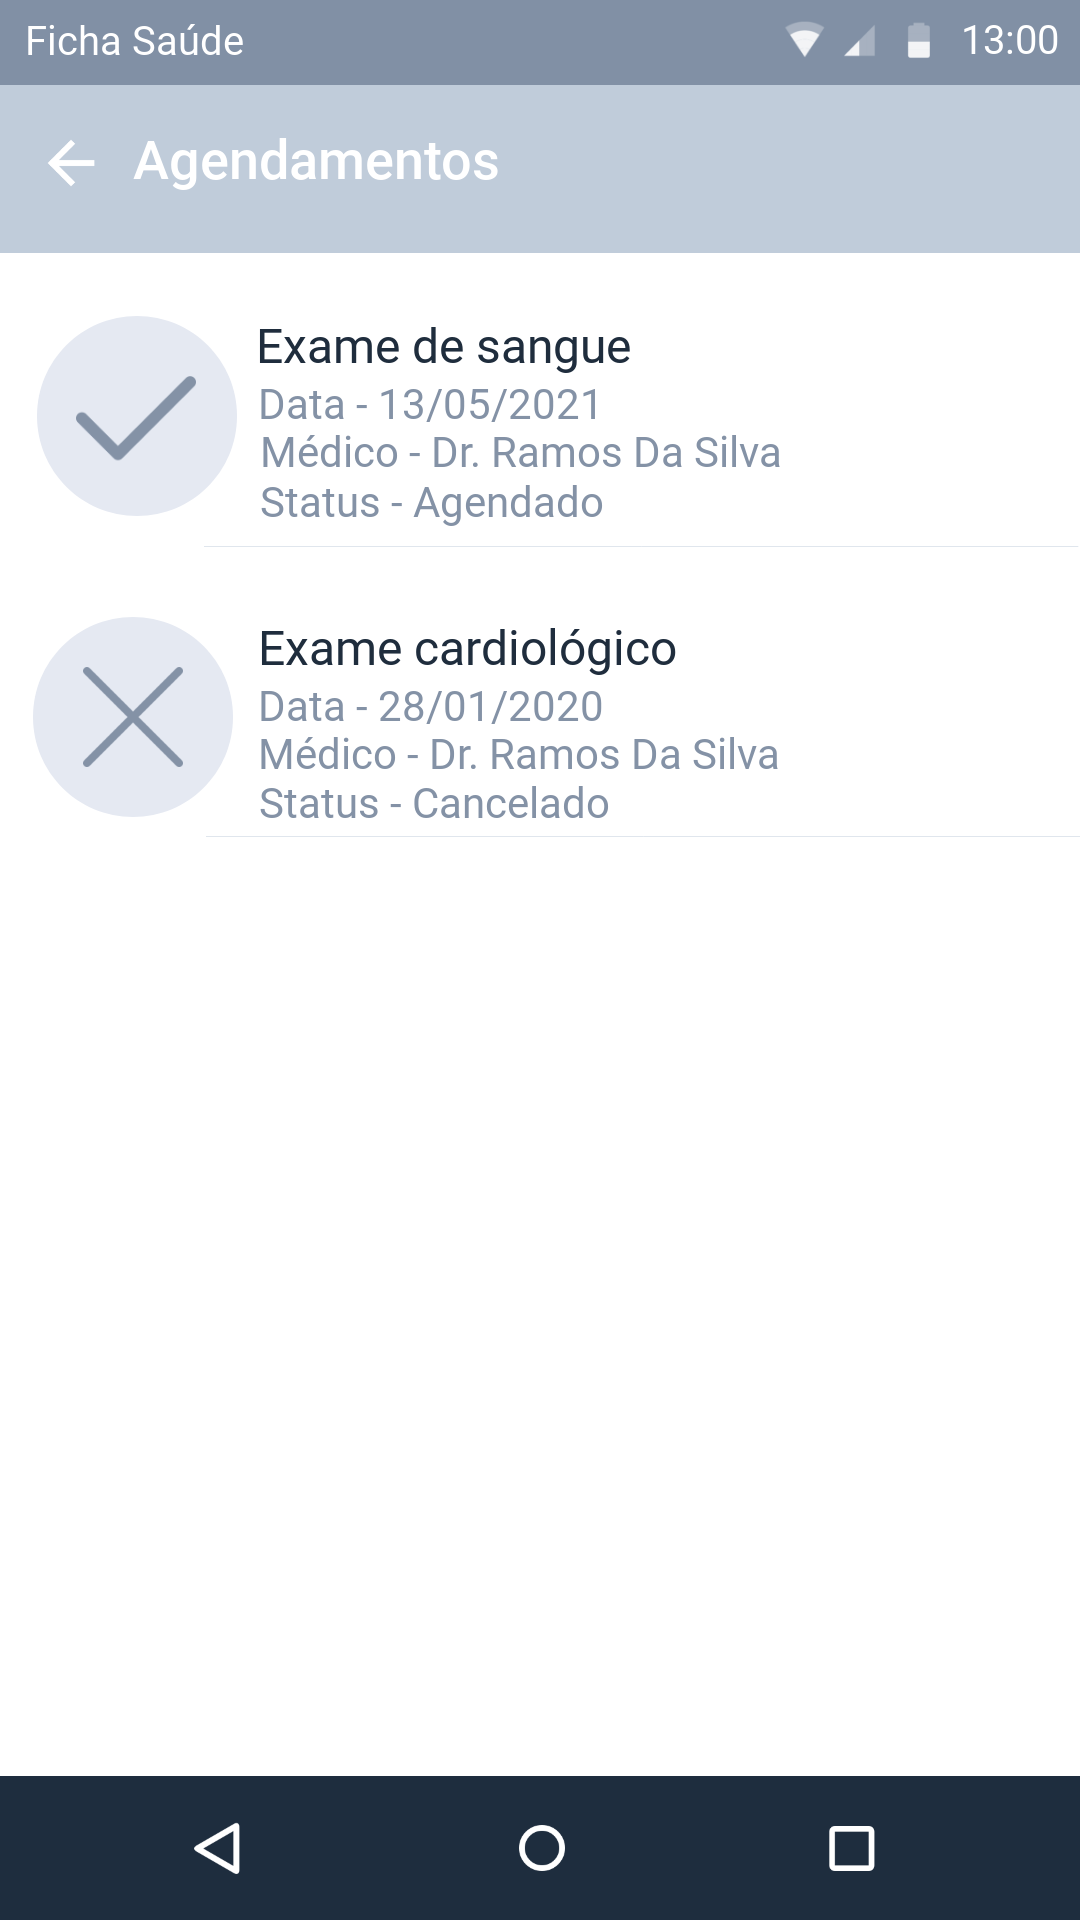 Ficha Saúde
13:00
Agendamentos
Exame de sangue
Data - 13/05/2021
Médico - Dr. Ramos Da Silva
Status - Agendado
Exame cardiológico
Data - 28/01/2020
Médico - Dr. Ramos Da Silva
Status - Cancelado